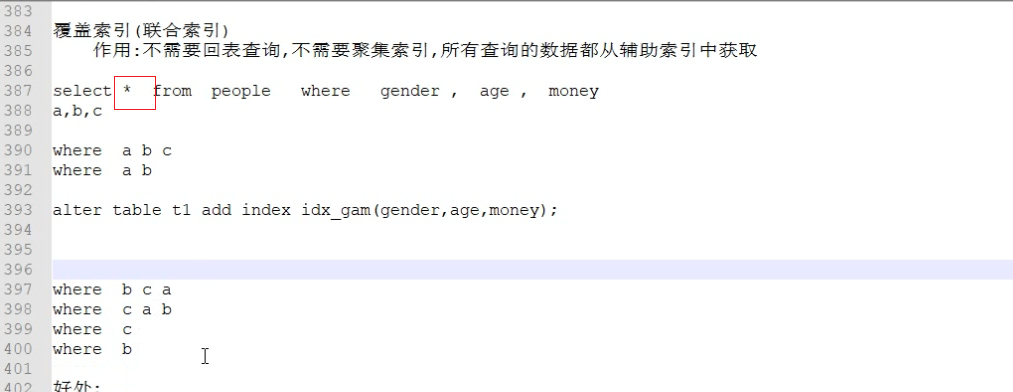 383
384 覆盖索引(联合索引)
385 作用:不需要回表查询,不需要聚集索引,所有查询的数据都从辅助索引中获取
386
387 select * from people where gender , age , money
388 a,b,c
389
390 where a b c
391 where a b
392
393 alter table t1 add index idx_gam(gender,age,money);
394
395
396
397 where b c a
398 where c a b
399 where c
400 where b
401
402 好处: